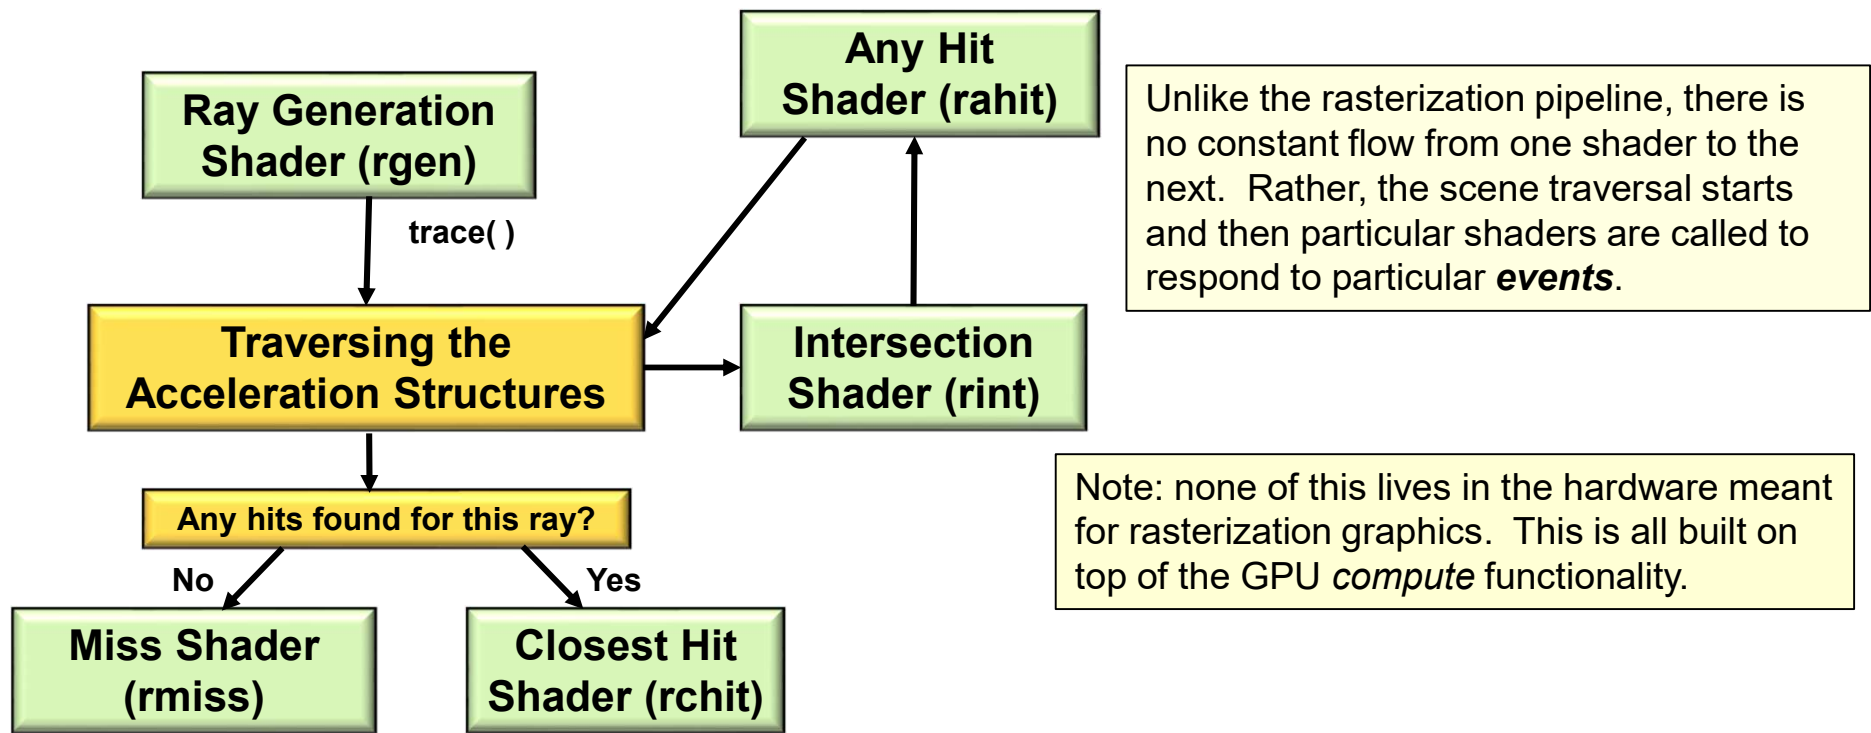 Any Hit
Shader (rahit)
Ray Generation
Shader (rgen)
trace( )
Traversing the
Acceleration Structures
Intersection
Shader (rint)
Any hits found for this ray?
No
Yes
Miss Shader
(rmiss)
Closest Hit
Shader (rchit)
Unlike the rasterization pipeline, there is
no constant flow from one shader to the
next.  Rather, the scene traversal starts
and then particular shaders are called to
respond to particular events.
Note: none of this lives in the hardware meant
for rasterization graphics.  This is all built on
top of the GPU compute functionality.